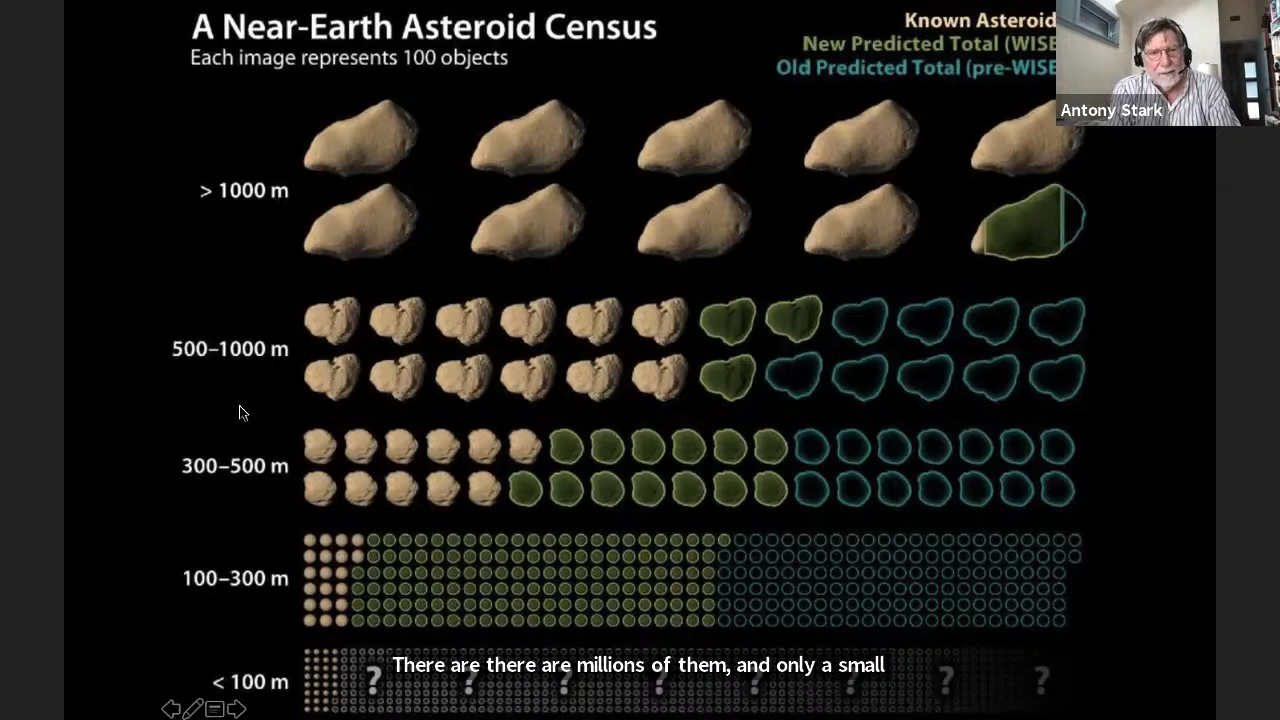 A Near-Earth Asteroid Census
Each image represents 100 objects
Known Asteroid
New Predicted Total (WISE
Old Predicted Total (pre-WISE
Antony Stark
> 1000 m
500–1000 m
300–500 m
100–300 m
There are there are millions of them, and only a small
< 100 m
? ? ? ? ? ? ? ?